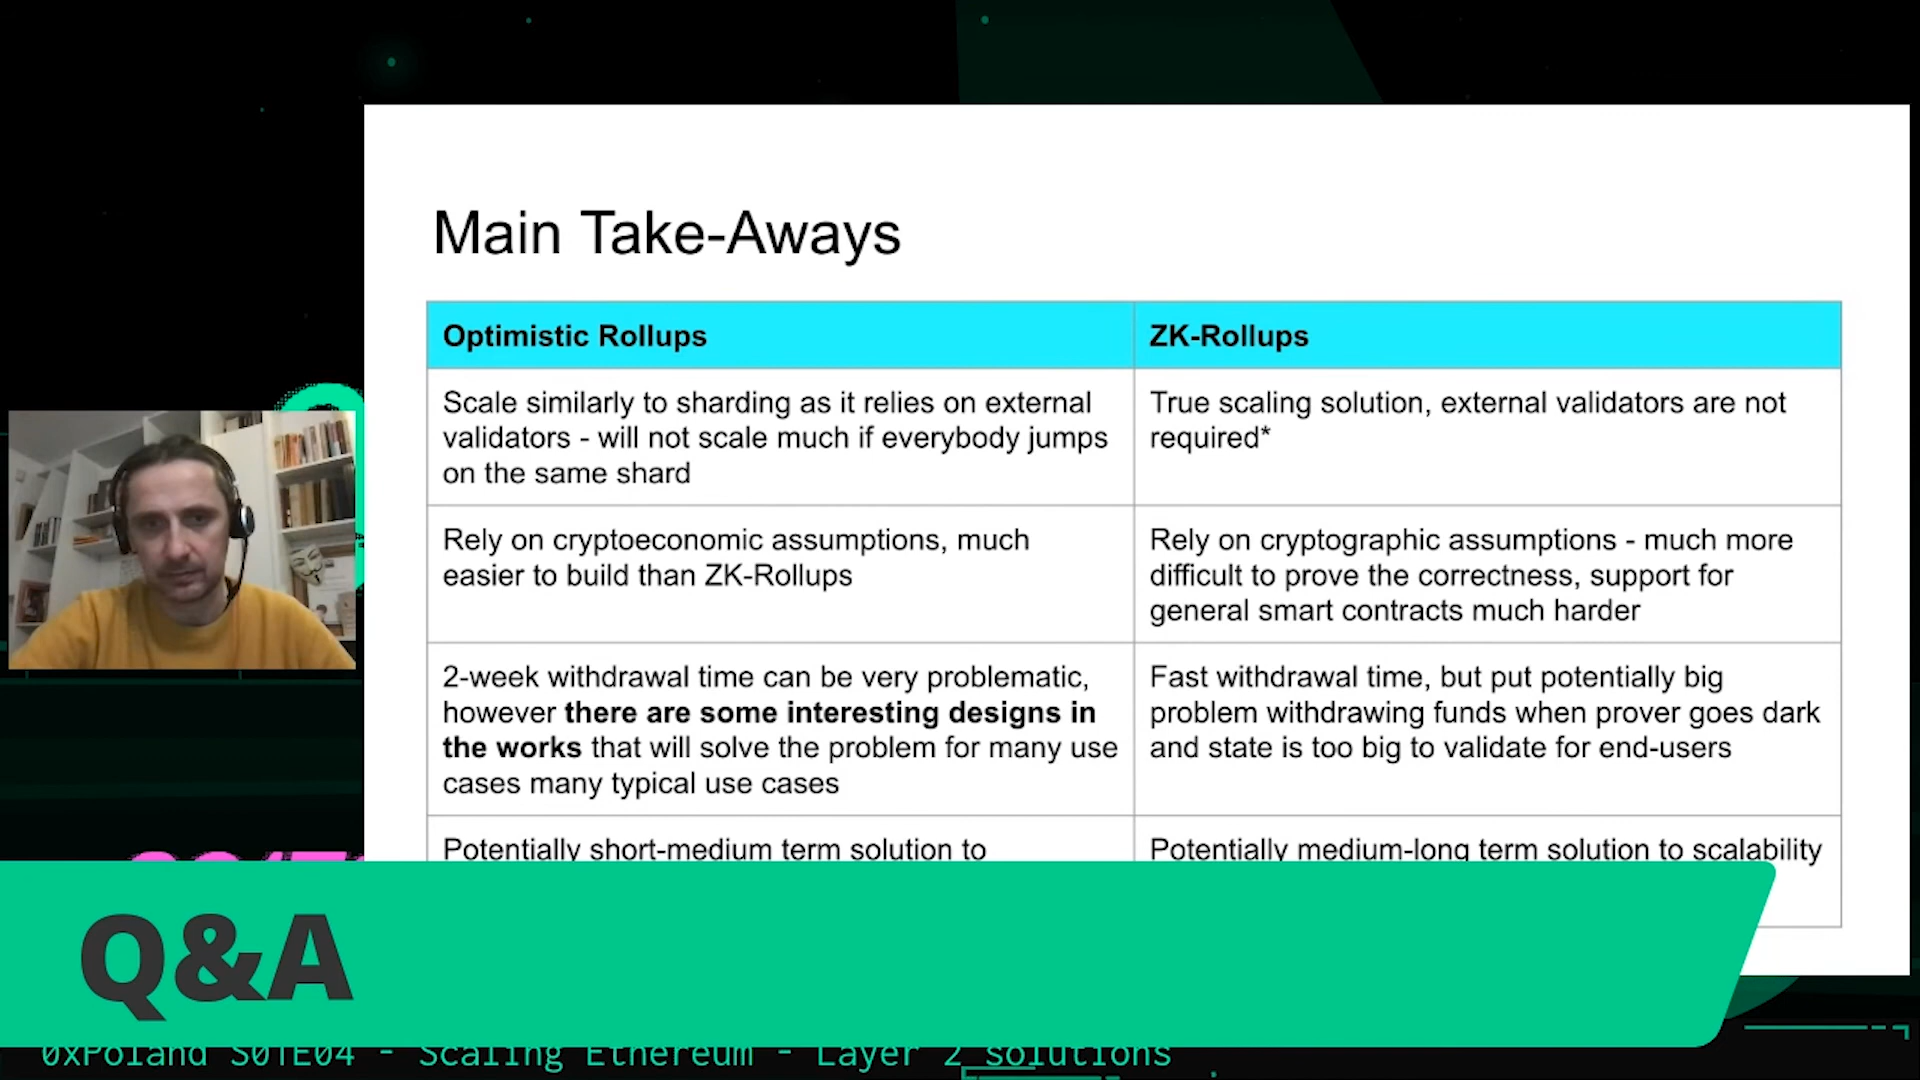 Main Take-Aways
Optimistic Rollups
ZK-Rollups
Scale similarly to sharding as it relies on external
validators - will not scale much if everybody jumps
on the same shard
True scaling solution, external validators are not
required*
Rely on cryptoeconomic assumptions, much
easier to build than ZK-Rollups
Rely on cryptographic assumptions - much more
difficult to prove the correctness, support for
general smart contracts much harder
2-week withdrawal time can be very problematic,
however there are some interesting designs in
the works that will solve the problem for many use
cases many typical use cases
Fast withdrawal time, but put potentially big
problem withdrawing funds when prover goes dark
and state is too big to validate for end-users
Potentially short-medium term solution to
Potentially medium-long term solution to scalability
Q&A
0xPoland S01E04 - Scaling Ethereum - Layer 2 solutions